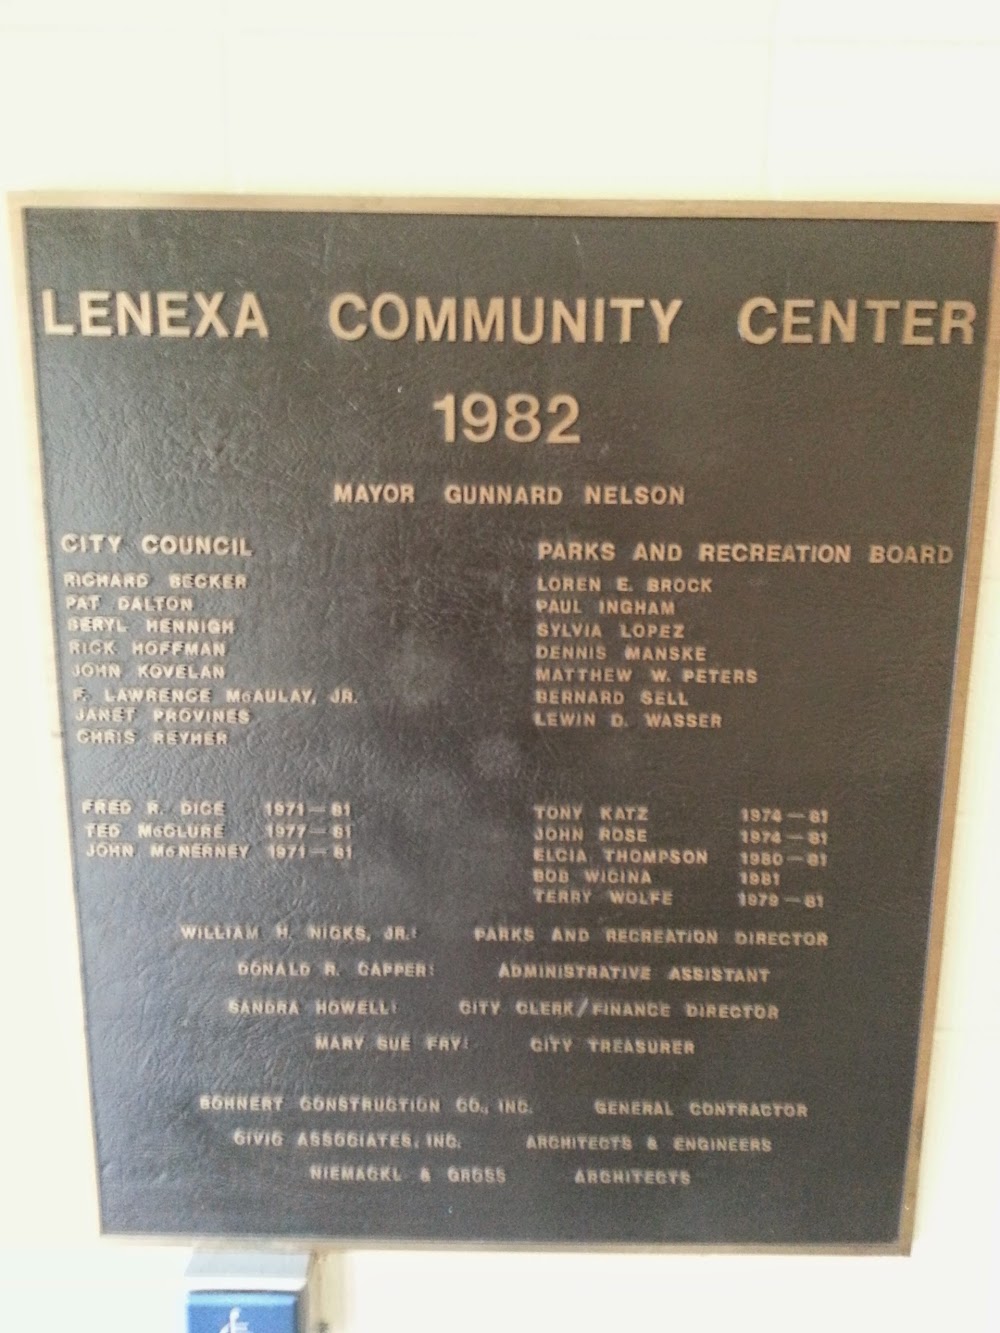 LENEXA COMMUNITY CENTER
1982
MAYOR GUNNARD NELSON
CITY COUNCIL
RICHARD BECKER
PAT DALTON
BERYL HENNIGH
RICK HOFFMAN
JOHN KOVELAN
F. LAWRENCE McAULAY, JR.
JANET PROVINES
CHRIS REYHER
FRED R. DICE 1971-81
TED McCLURE 1977-81
JOHN McNERNEY 1971-81
PARKS AND RECREATION BOARD
LOREN E. BROCK
PAUL INGHAM
SYLVIA LOPEZ
DENNIS MANSKE
MATTHEW W. PETERS
BERNARD SELL
LEWIN D. WASSER
TONY KATZ 1974-81
JOHN ROSE 1974-81
ELCIA THOMPSON 1980-81
BOB WICINA 1981
TERRY WOLFE 1979-81
WILLIAM H. NICKS, JR.: PARKS AND RECREATION DIRECTOR
DONALD R. CAPPER: ADMINISTRATIVE ASSISTANT
SANDRA HOWELL: CITY CLERK/FINANCE DIRECTOR
MARY SUE FRY: CITY TREASURER
BOHNERT CONSTRUCTION CO., INC. GENERAL CONTRACTOR
CIVIC ASSOCIATES, INC. ARCHITECTS & ENGINEERS
NIEMACKL & GROSS ARCHITECTS